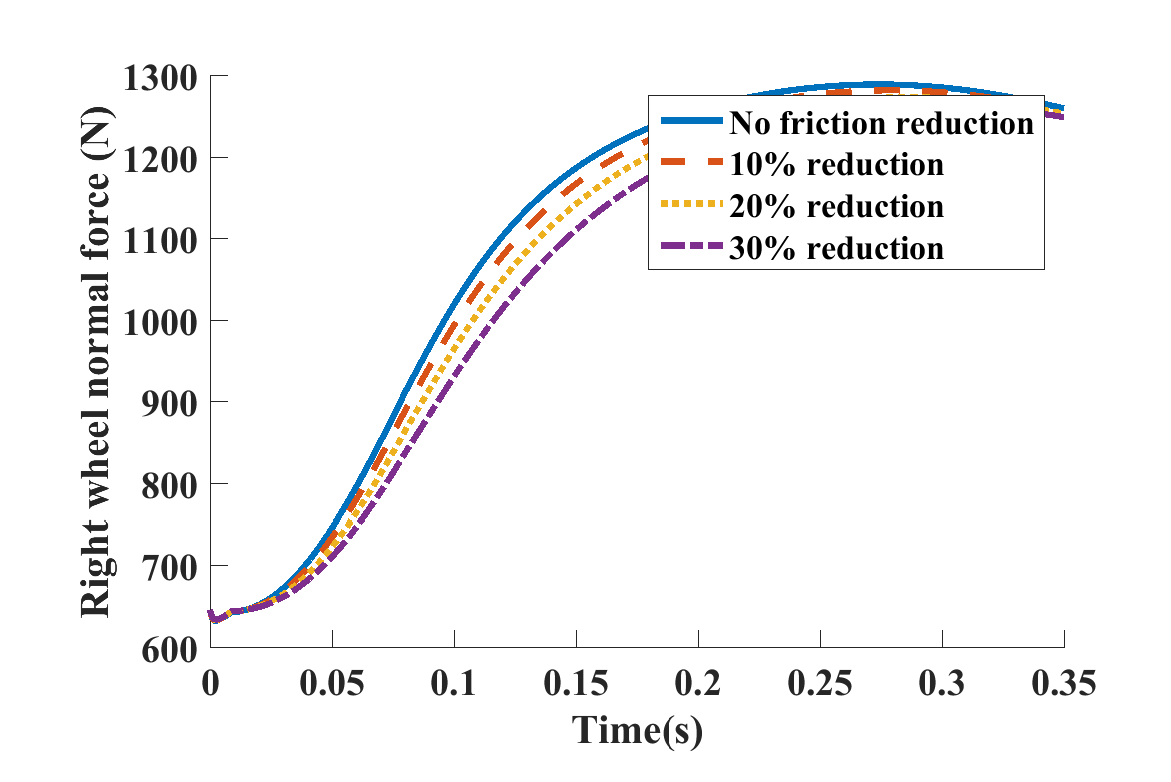 1300
1200
1100
1000
900
800
700
600
Right wheel normal force (N)
No friction reduction
10% reduction
20% reduction
30% reduction
0 0.05 0.1 0.15 0.2 0.25 0.3 0.35
Time(s)